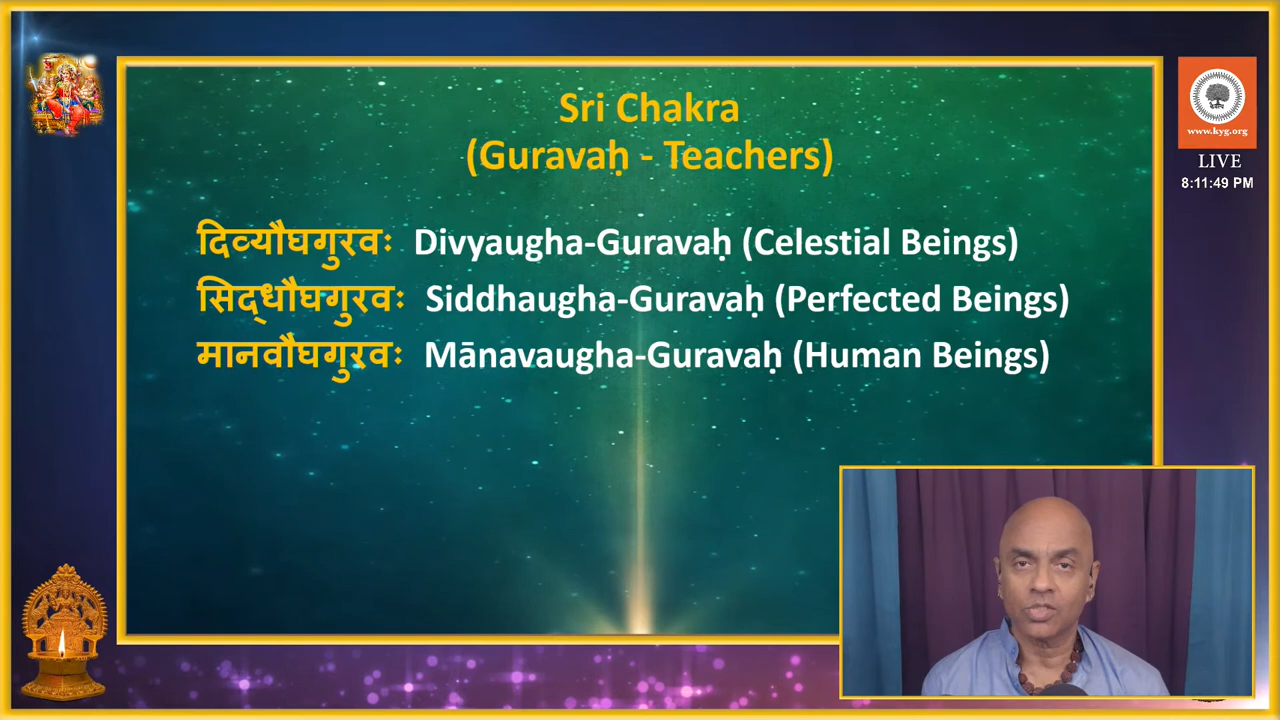 Sri Chakra
(Guravaḥ - Teachers)
दिव्यौघगुरवः Divyaugha-Guravaḥ (Celestial Beings)
सिद्‌धौघगुरवः Siddhaugha-Guravaḥ (Perfected Beings)
मानवौघगुरवः Mānavaugha-Guravaḥ (Human Beings)
www.kyg.org
LIVE
8:11:49 PM